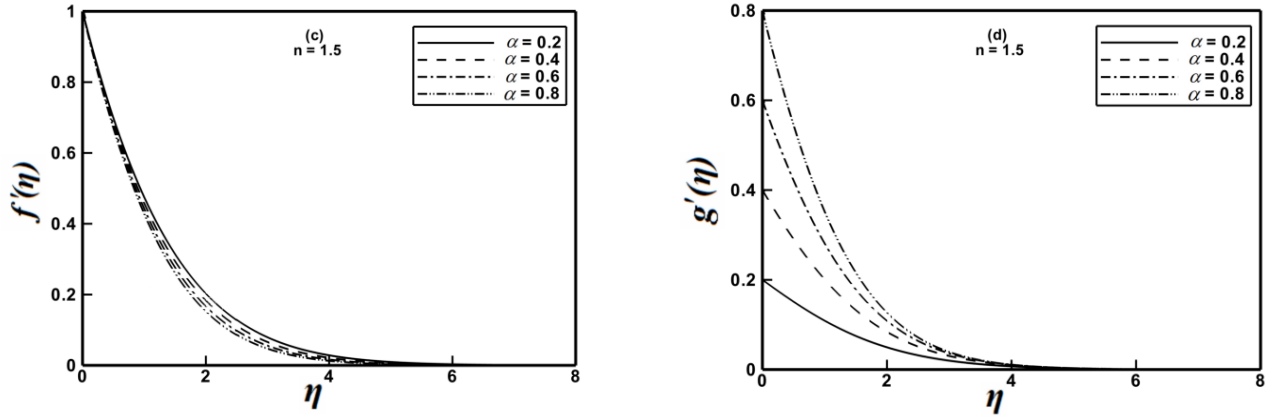 1
0.8
0.6
0.4
0.2
0
0 2 4 6 8
f'(η)
η
(c)
n = 1.5
α = 0.2
α = 0.4
α = 0.6
α = 0.8
0.8
0.6
0.4
0.2
0
0 2 4 6 8
g'(η)
η
(d)
n = 1.5
α = 0.2
α = 0.4
α = 0.6
α = 0.8